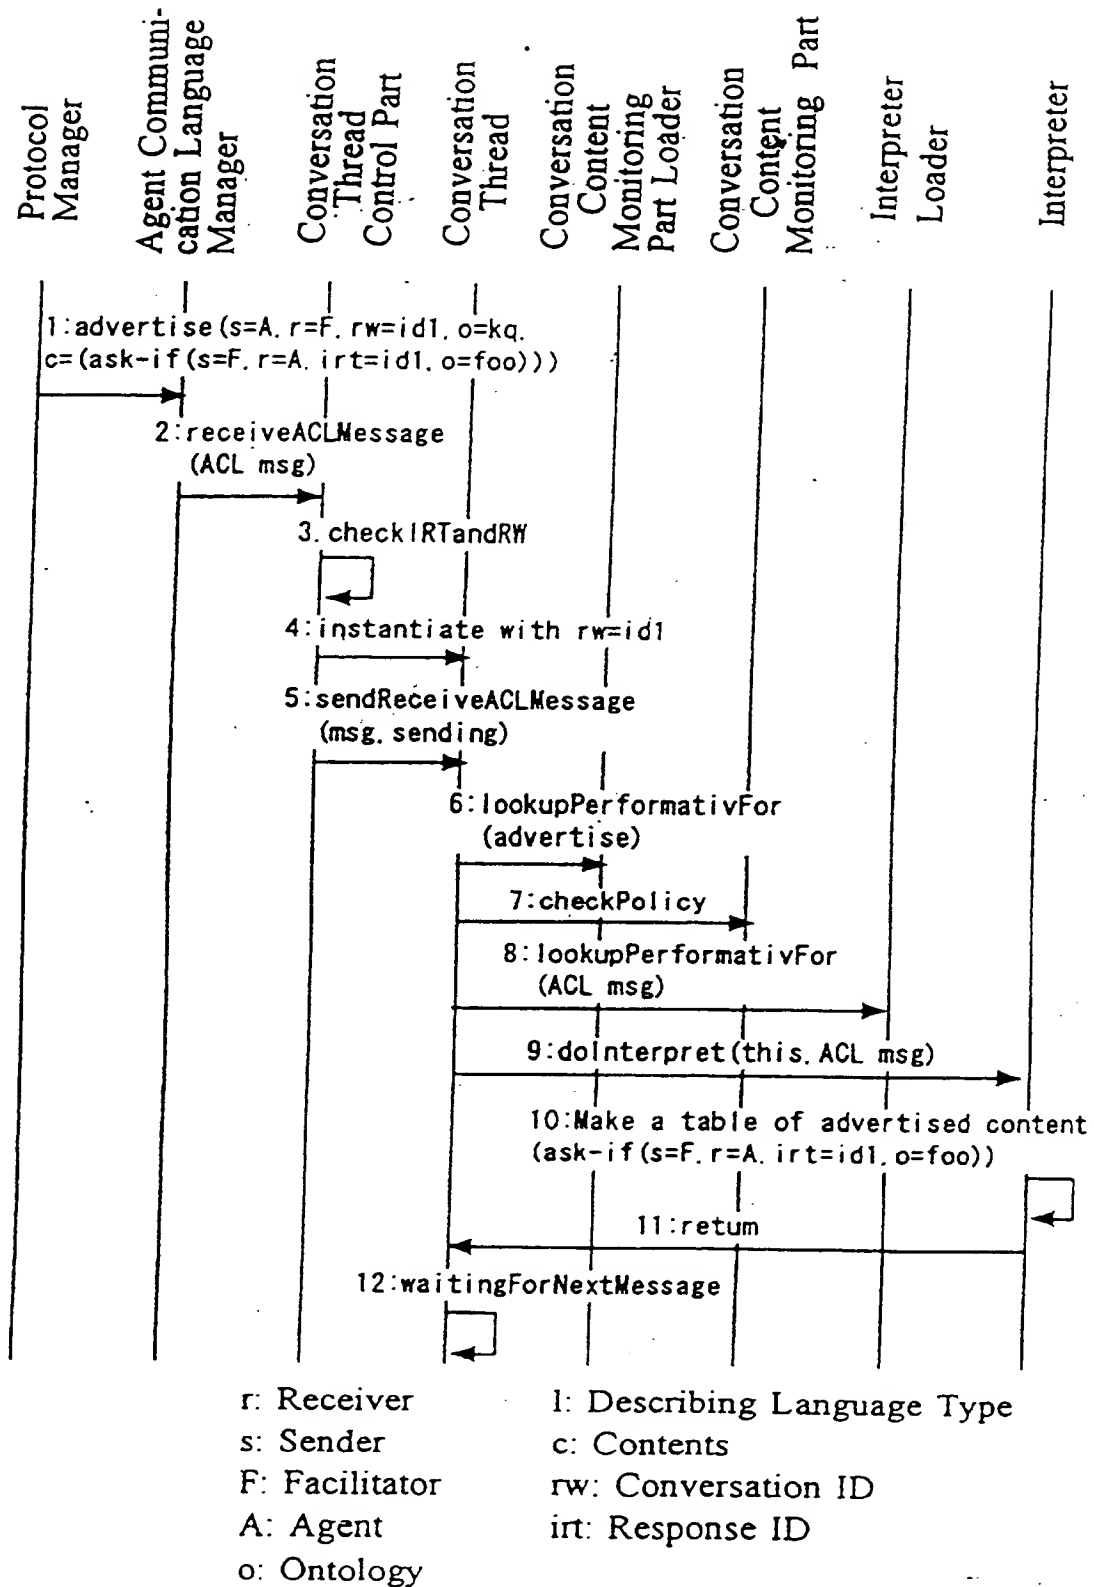 Protocol
Manager
Agent Communi-
cation Language
Manager
Conversation
Thread
Control Part
Conversation
Thread
Conversation
Content
Monitoring
Part Loader
Conversation
Content
Monitoring Part
Interpreter
Loader
Interpreter
1:advertise(s=A, r=F, rw=id1, o=kq,
c=(ask-if(s=F, r=A, irt=id1, o=foo)))
2:receiveACLMessage
(ACL msg)
3. checkIRTandRW
4:instantiate with rw=id1
5:sendReceiveACLMessage
(msg, sending)
6:lookupPerformativFor
(advertise)
7:checkPolicy
8:lookupPerformativFor
(ACL msg)
9:doInterpret(this, ACL msg)
10:Make a table of advertised content
(ask-if(s=F, r=A, irt=id1, o=foo))
11:return
12:waitingForNextMessage
r: Receiver
s: Sender
F: Facilitator
A: Agent
o: Ontology
l: Describing Language Type
c: Contents
rw: Conversation ID
irt: Response ID